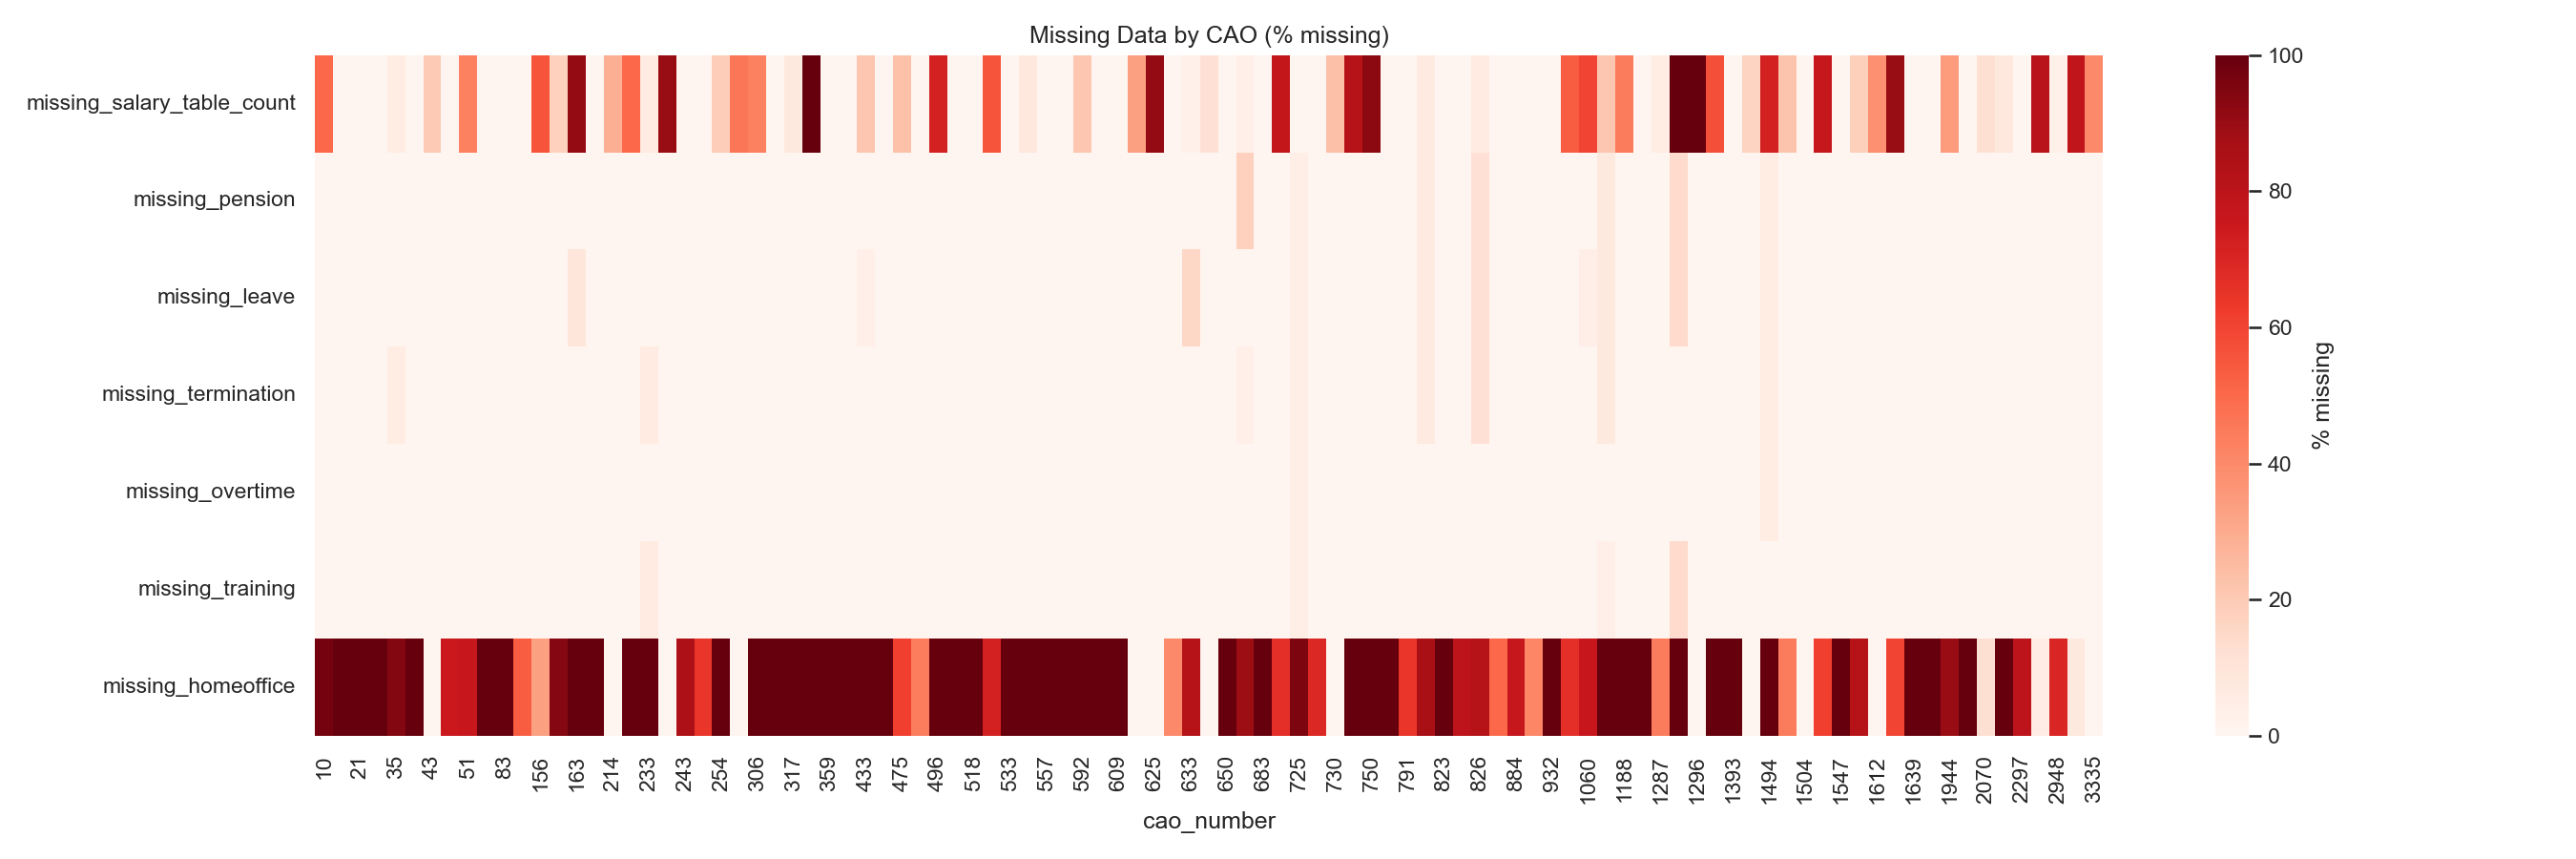 Missing Data by CAO (% missing)
missing_salary_table_count
missing_pension
missing_leave
missing_termination
missing_overtime
missing_training
missing_homeoffice
10 21 35 43 51 83 156 163 214 233 243 254 306 317 359 433 475 496 518 533 557 592 609 625 633 650 683 725 730 750 791 823 826 884 932 1060 1188 1287 1296 1393 1494 1504 1547 1612 1639 1944 2070 2297 2948 3335
cao_number
100
80
60
40
20
0
% missing